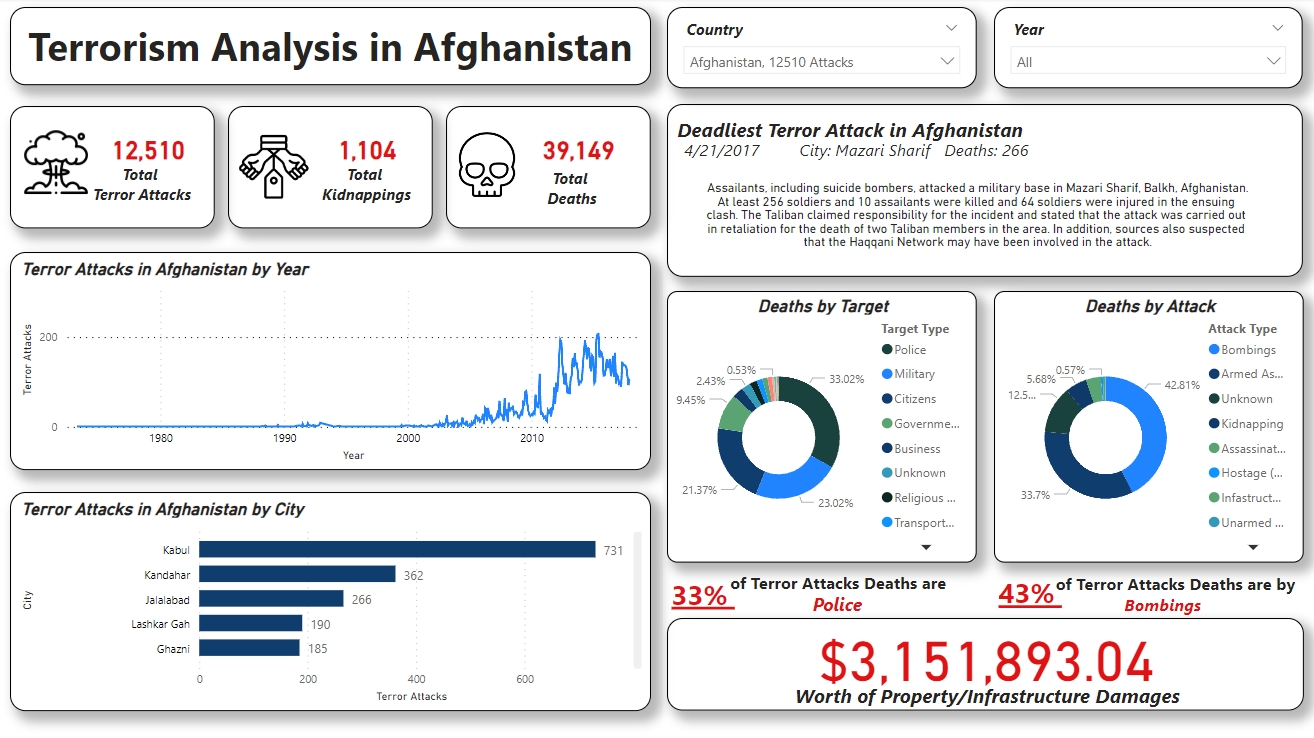 Terrorism Analysis in Afghanistan
Country
Afghanistan, 12510 Attacks
Year
All
12,510
Total
Terror Attacks
1,104
Total
Kidnappings
39,149
Total
Deaths
Deadliest Terror Attack in Afghanistan
4/21/2017 City: Mazari Sharif Deaths: 266
Assailants, including suicide bombers, attacked a military base in Mazari Sharif, Balkh, Afghanistan.
At least 256 soldiers and 10 assailants were killed and 64 soldiers were injured in the ensuing
clash. The Taliban claimed responsibility for the incident and stated that the attack was carried out
in retaliation for the death of two Taliban members in the area. In addition, sources also suspected
that the Haqqani Network may have been involved in the attack.
Terror Attacks in Afghanistan by Year
Terror Attacks
200
0
1980 1990 2000 2010
Year
Terror Attacks in Afghanistan by City
City
Kabul 731
Kandahar 362
Jalalabad 266
Lashkar Gah 190
Ghazni 185
0 200 400 600
Terror Attacks
Deaths by Target
Target Type
Police
Military
Citizens
Governme...
Business
Unknown
Religious ...
Transport...
0.53%
2.43%
9.45%
21.37%
33.02%
23.02%
Deaths by Attack
Attack Type
Bombings
Armed As...
Unknown
Kidnapping
Assassinat...
Hostage (...
Infastruct...
Unarmed ...
0.57%
5.68%
12.5...
33.7%
42.81%
33% of Terror Attacks Deaths are
Police
43% of Terror Attacks Deaths are by
Bombings
$3,151,893.04
Worth of Property/Infrastructure Damages